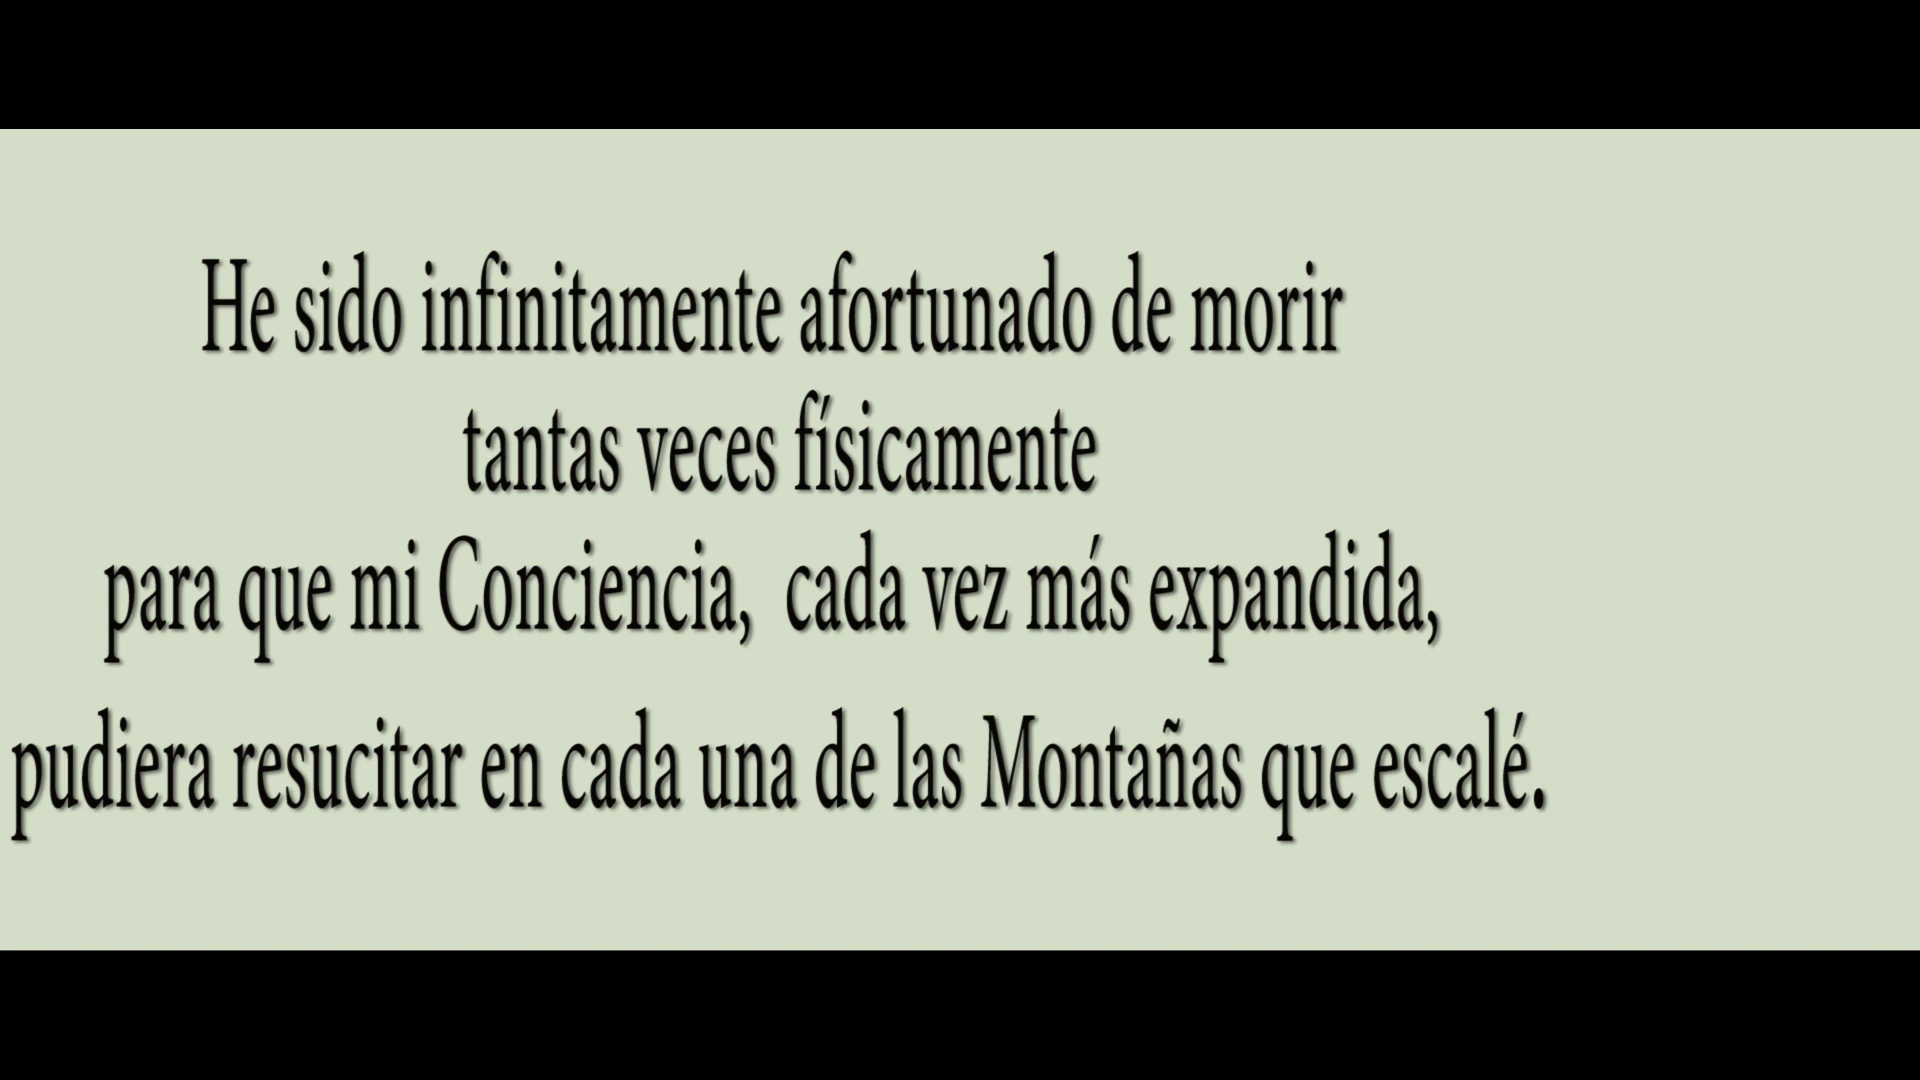 He sido infinitamente afortunado de morir
tantas veces físicamente
para que mi Conciencia,  cada vez más expandida,
pudiera resucitar en cada una de las Montañas que escalé.